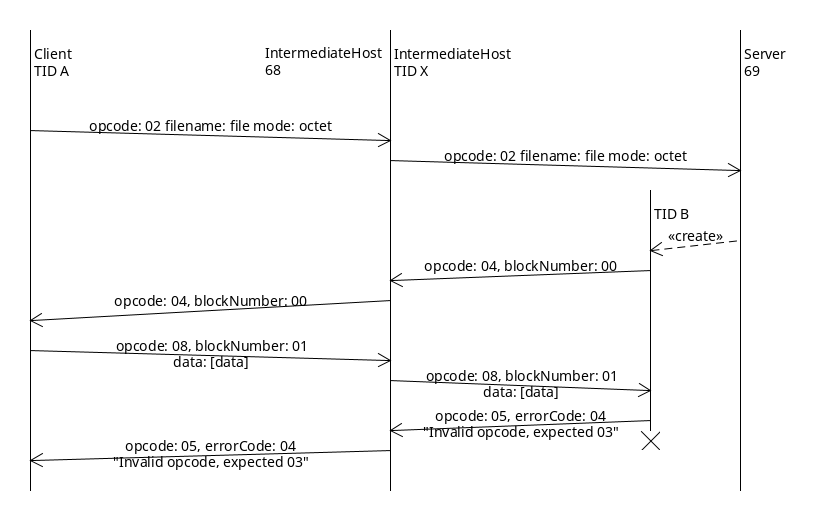 Client
TID A
IntermediateHost
68
IntermediateHost
TID X
Server
69
opcode: 02 filename: file mode: octet
opcode: 02 filename: file mode: octet
TID B
«create»
opcode: 04, blockNumber: 00
opcode: 04, blockNumber: 00
opcode: 08, blockNumber: 01
data: [data]
opcode: 08, blockNumber: 01
data: [data]
opcode: 05, errorCode: 04
"Invalid opcode, expected 03"
opcode: 05, errorCode: 04
"Invalid opcode, expected 03"